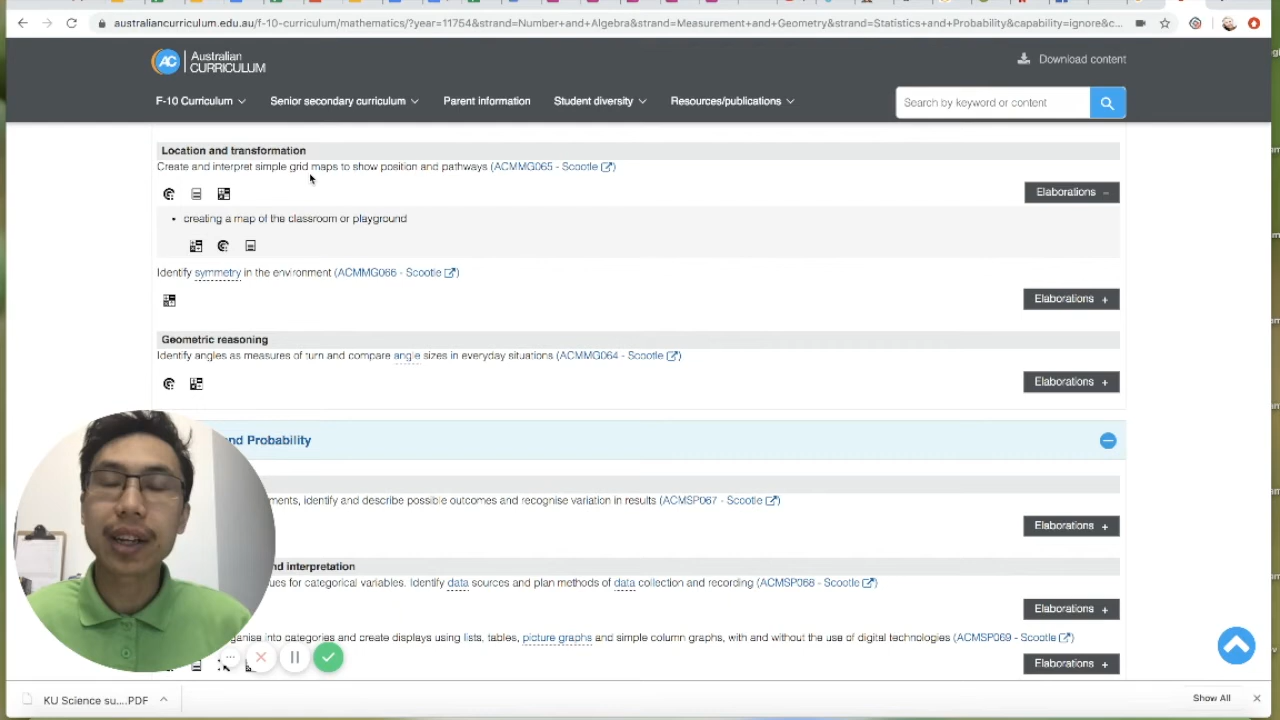 australiancurriculum.edu.au/f-10-curriculum/mathematics/?year=11754&strand=Number+and+Algebra&strand=Measurement+and+Geometry&strand=Statistics+and+Probability&capability=ignore&c...
AC Australian CURRICULUM
Download content
F-10 Curriculum Senior secondary curriculum Parent information Student diversity Resources/publications Search by keyword or content
Location and transformation
Create and interpret simple grid maps to show position and pathways (ACMMG065 - Scootle )
Elaborations -
• creating a map of the classroom or playground
Identify symmetry in the environment (ACMMG066 - Scootle )
Elaborations +
Geometric reasoning
Identify angles as measures of turn and compare angle sizes in everyday situations (ACMMG064 - Scootle )
Elaborations +
nd Probability
ments, identify and describe possible outcomes and recognise variation in results (ACMSP067 - Scootle )
Elaborations +
nd interpretation
ues for categorical variables. Identify data sources and plan methods of data collection and recording (ACMSP068 - Scootle )
Elaborations +
ganise into categories and create displays using lists, tables, picture graphs and simple column graphs, with and without the use of digital technologies (ACMSP069 - Scootle )
Elaborations +
KU Science su....PDF
Show All